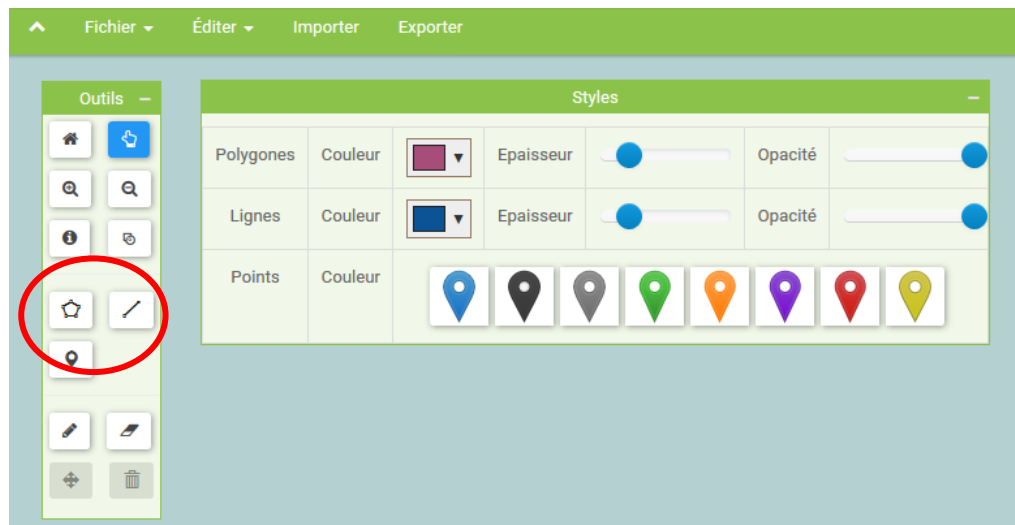 Fichier Éditer Importer Exporter
Outils
Styles
Polygones Couleur Epaisseur Opacité
Lignes Couleur Epaisseur Opacité
Points Couleur